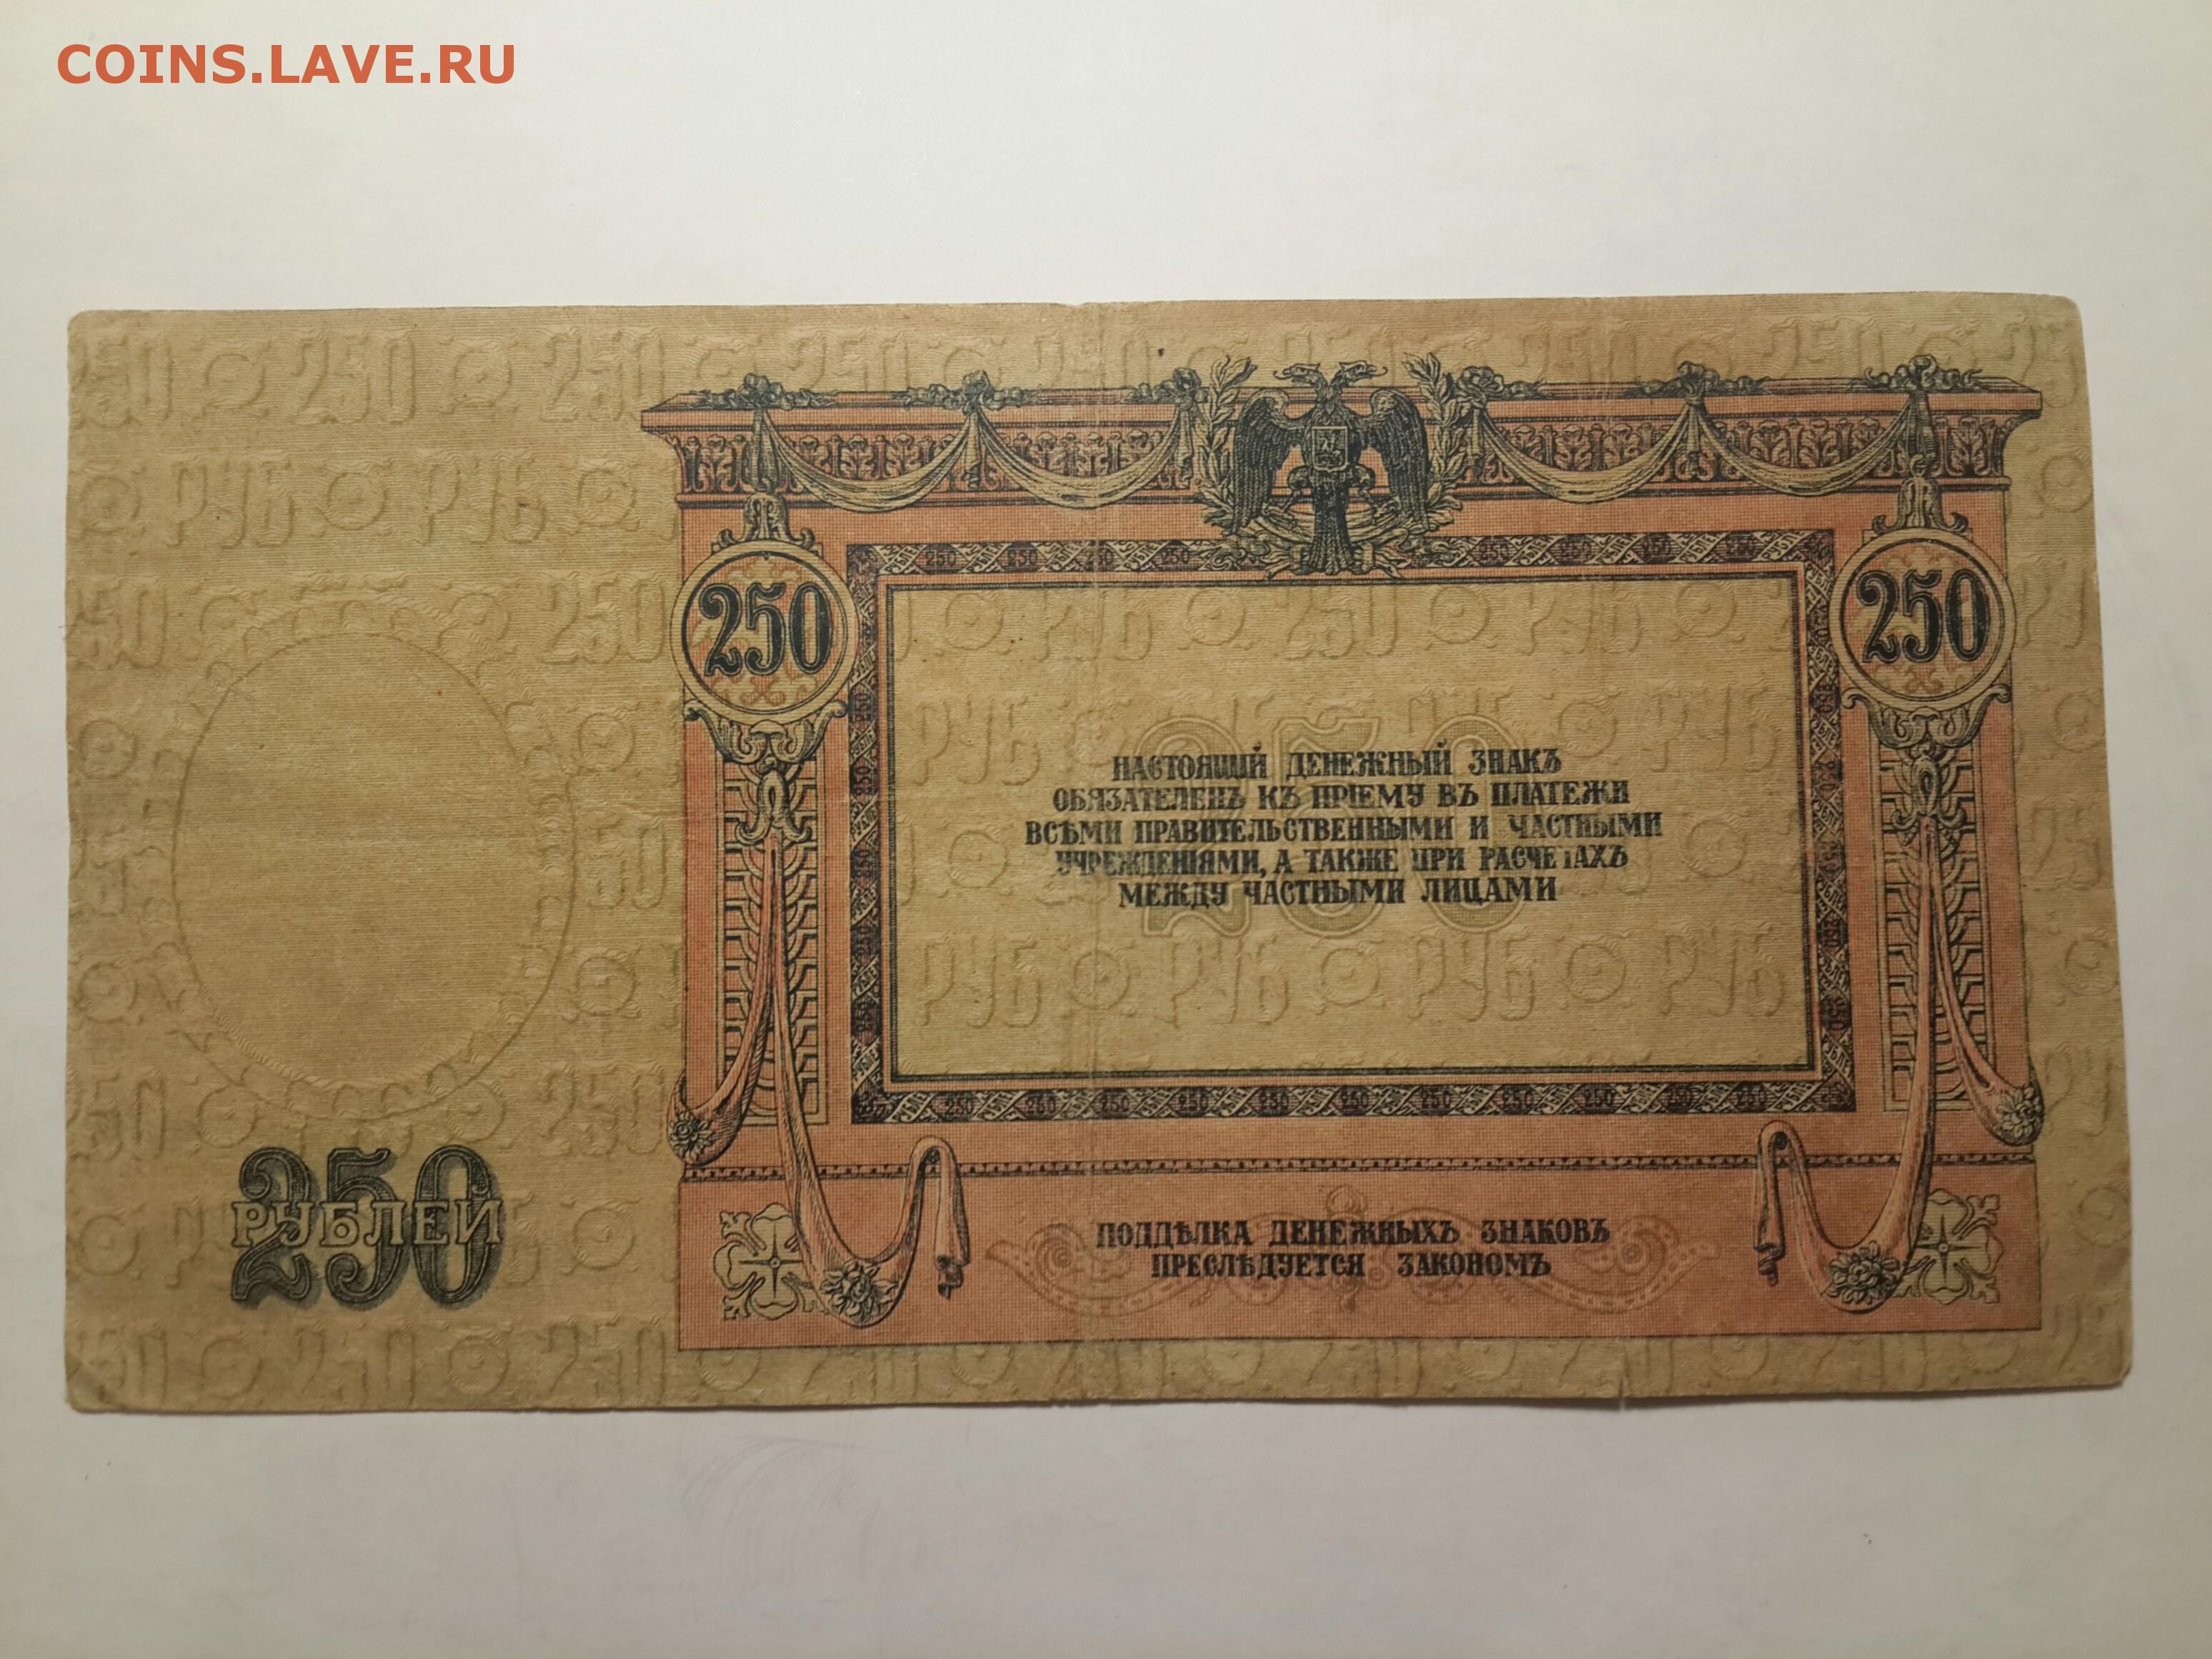 COINS.LAVE.RU
250
250
НАСТОЯЩІЙ ДЕНЕЖНЫЙ ЗНАКЪ
ОБЯЗАТЕЛЕНЪ КЪ ПРІЕМУ ВЪ ПЛАТЕЖИ
ВСѢМИ ПРАВИТЕЛЬСТВЕННЫМИ И ЧАСТНЫМИ
УЧРЕЖДЕНІЯМИ, А ТАКЖЕ ПРИ РАСЧЕТАХЪ
МЕЖДУ ЧАСТНЫМИ ЛИЦАМИ
250
РУБЛЕЙ
ПОДДѢЛКА ДЕНЕЖНЫХЪ ЗНАКОВЪ
ПРЕСЛѢДУЕТСЯ ЗАКОНОМЪ